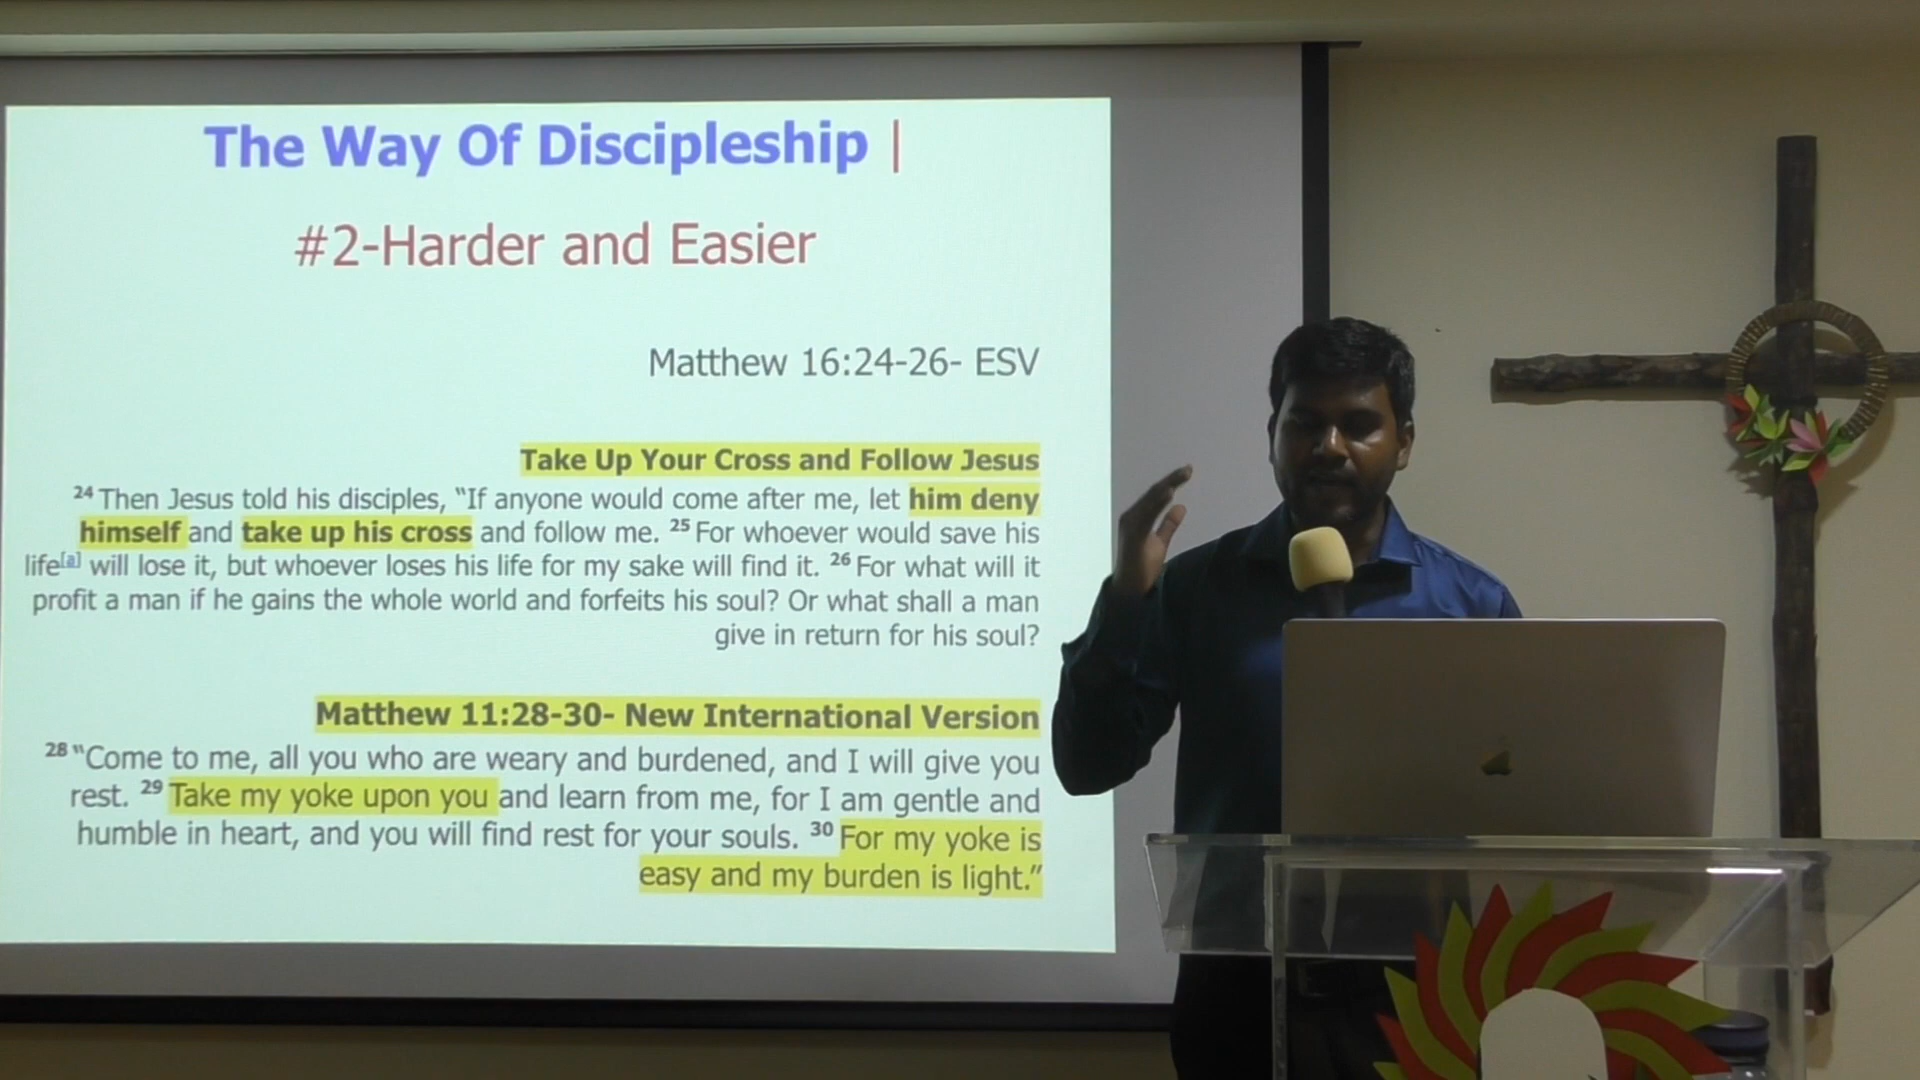 The Way Of Discipleship |
#2-Harder and Easier
Matthew 16:24-26- ESV
Take Up Your Cross and Follow Jesus
24 Then Jesus told his disciples, “If anyone would come after me, let him deny
himself and take up his cross and follow me. 25 For whoever would save his
life[a] will lose it, but whoever loses his life for my sake will find it. 26 For what will it
profit a man if he gains the whole world and forfeits his soul? Or what shall a man
give in return for his soul?
Matthew 11:28-30- New International Version
28 “Come to me, all you who are weary and burdened, and I will give you
rest. 29 Take my yoke upon you and learn from me, for I am gentle and
humble in heart, and you will find rest for your souls. 30 For my yoke is
easy and my burden is light.”